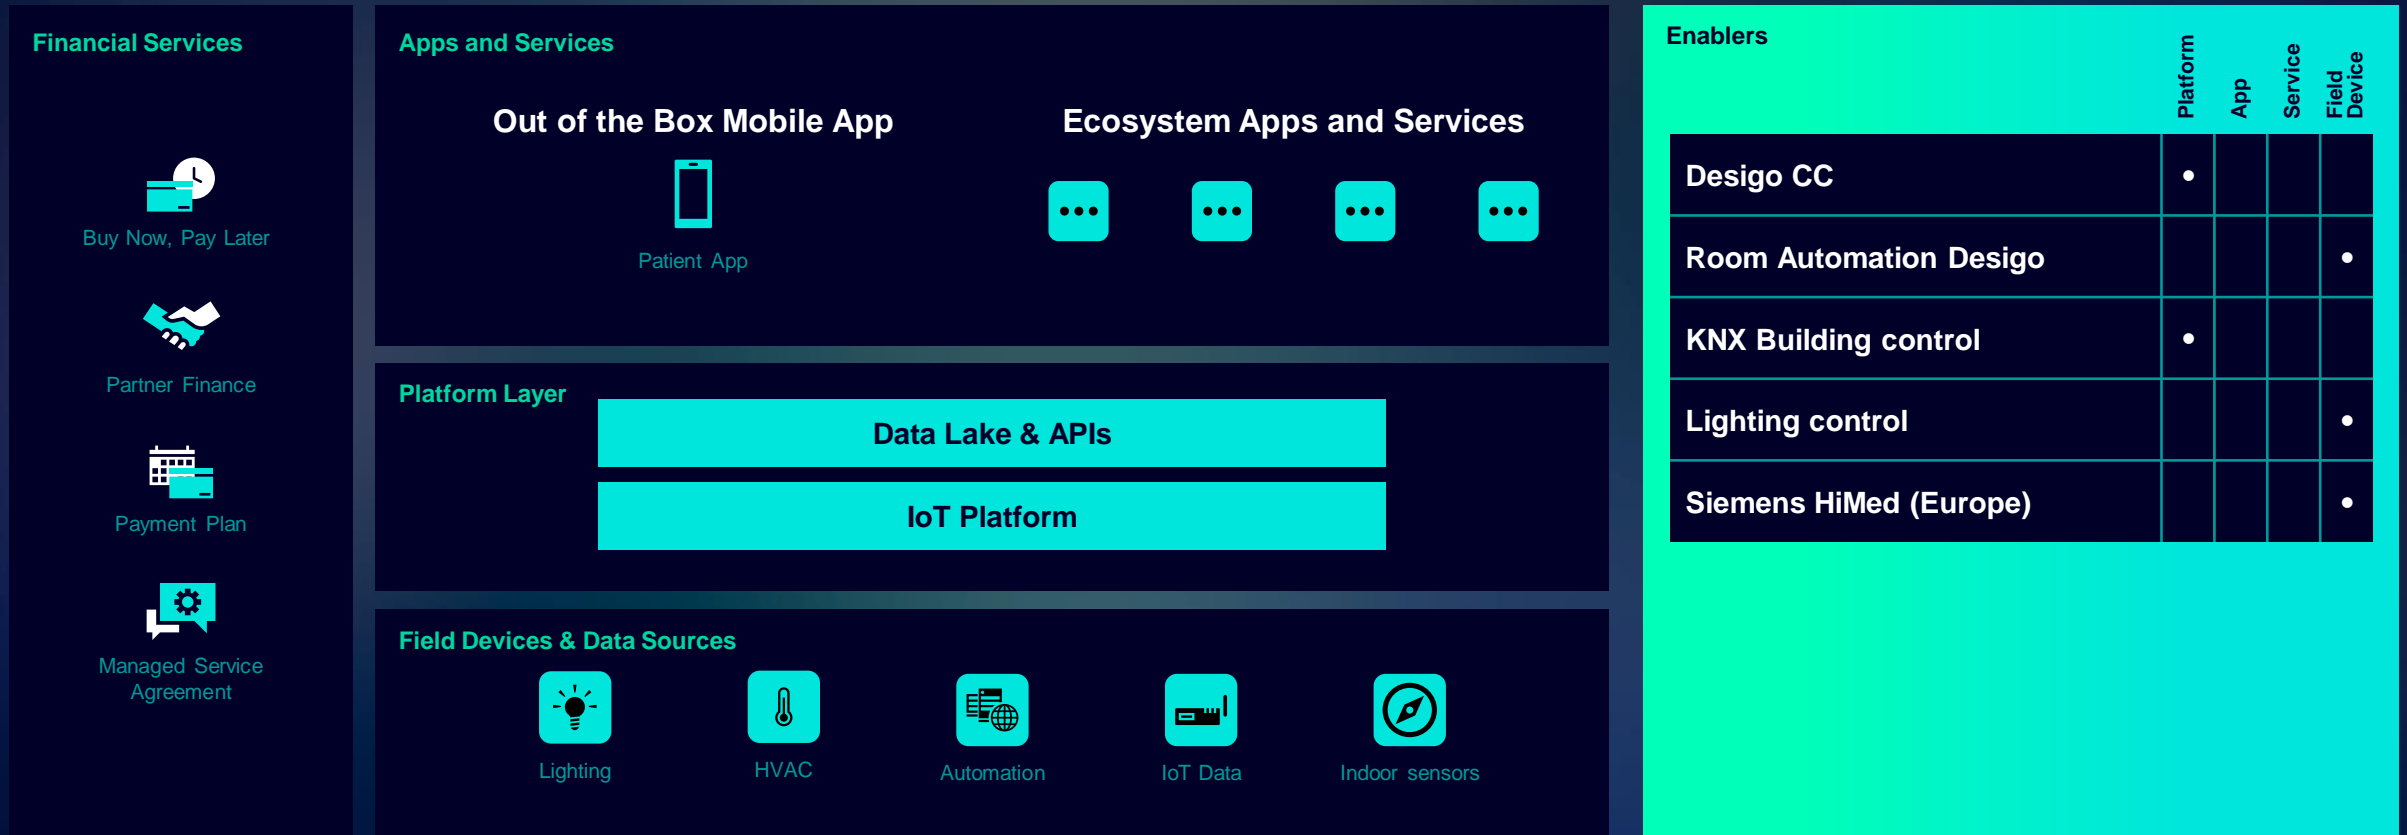 Financial Services
Buy Now, Pay Later
Partner Finance
Payment Plan
Managed Service
Agreement
Apps and Services
Out of the Box Mobile App
Patient App
Ecosystem Apps and Services
Platform Layer
Data Lake & APIs
IoT Platform
Field Devices & Data Sources
Lighting
HVAC
Automation
IoT Data
Indoor sensors
Enablers
Platform
App
Service
Field
Device
Desigo CC
Room Automation Desigo
KNX Building control
Lighting control
Siemens HiMed (Europe)